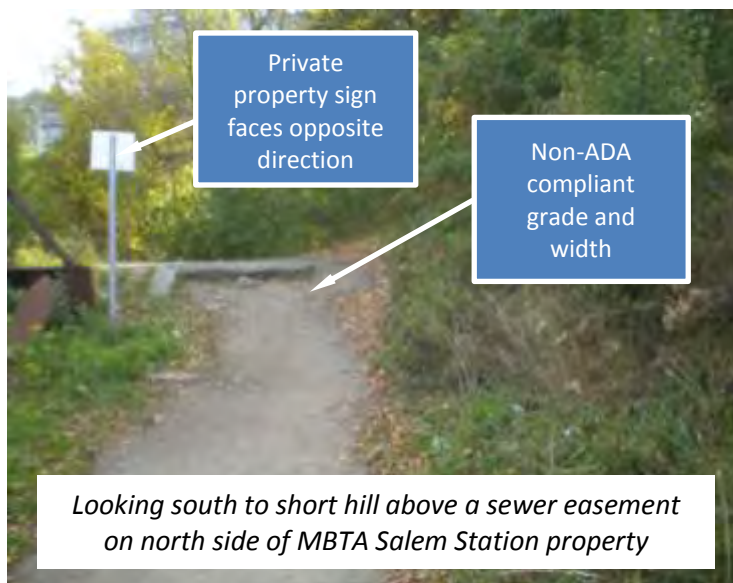 Private
property sign
faces opposite
direction
Non-ADA
compliant
grade and
width
Looking south to short hill above a sewer easement
on north side of MBTA Salem Station property